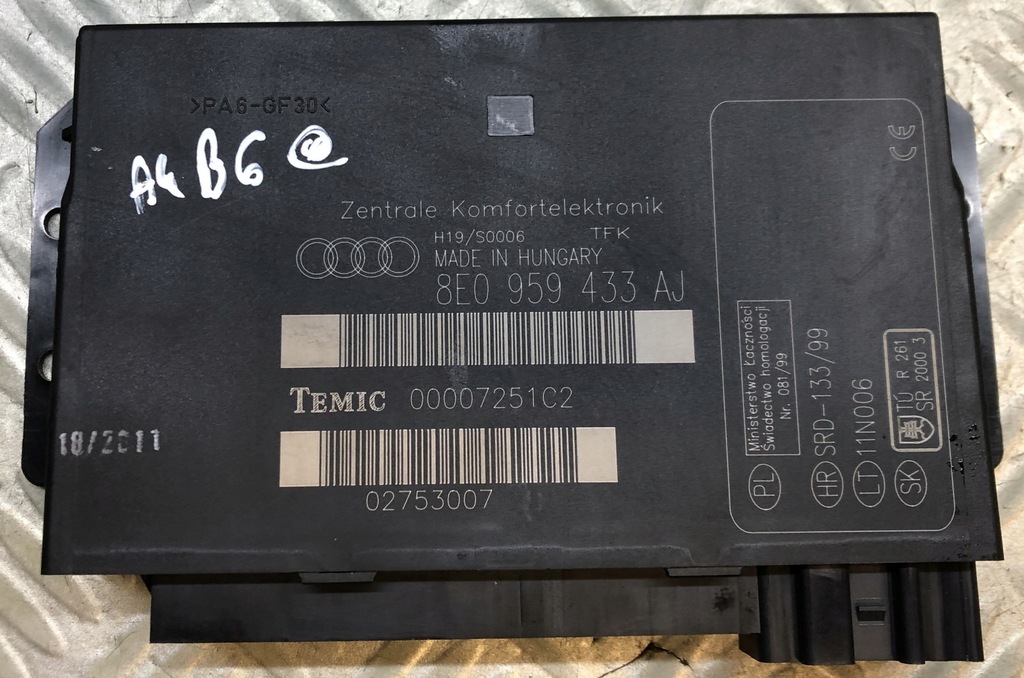 >PA6-GF30<
A4 B6 @
Zentrale Komfortelektronik
H19/S0006 TFK
MADE IN HUNGARY
8E0 959 433 AJ
TEMIC 00007251C2
02753007
18/2011
CE
Ministerstwo Łączności
Świadectwo homologacji
Nr. 081/99
PL
HR SRD-133/99
LT 11N006
SK TÚ R 261
SR 2000 3